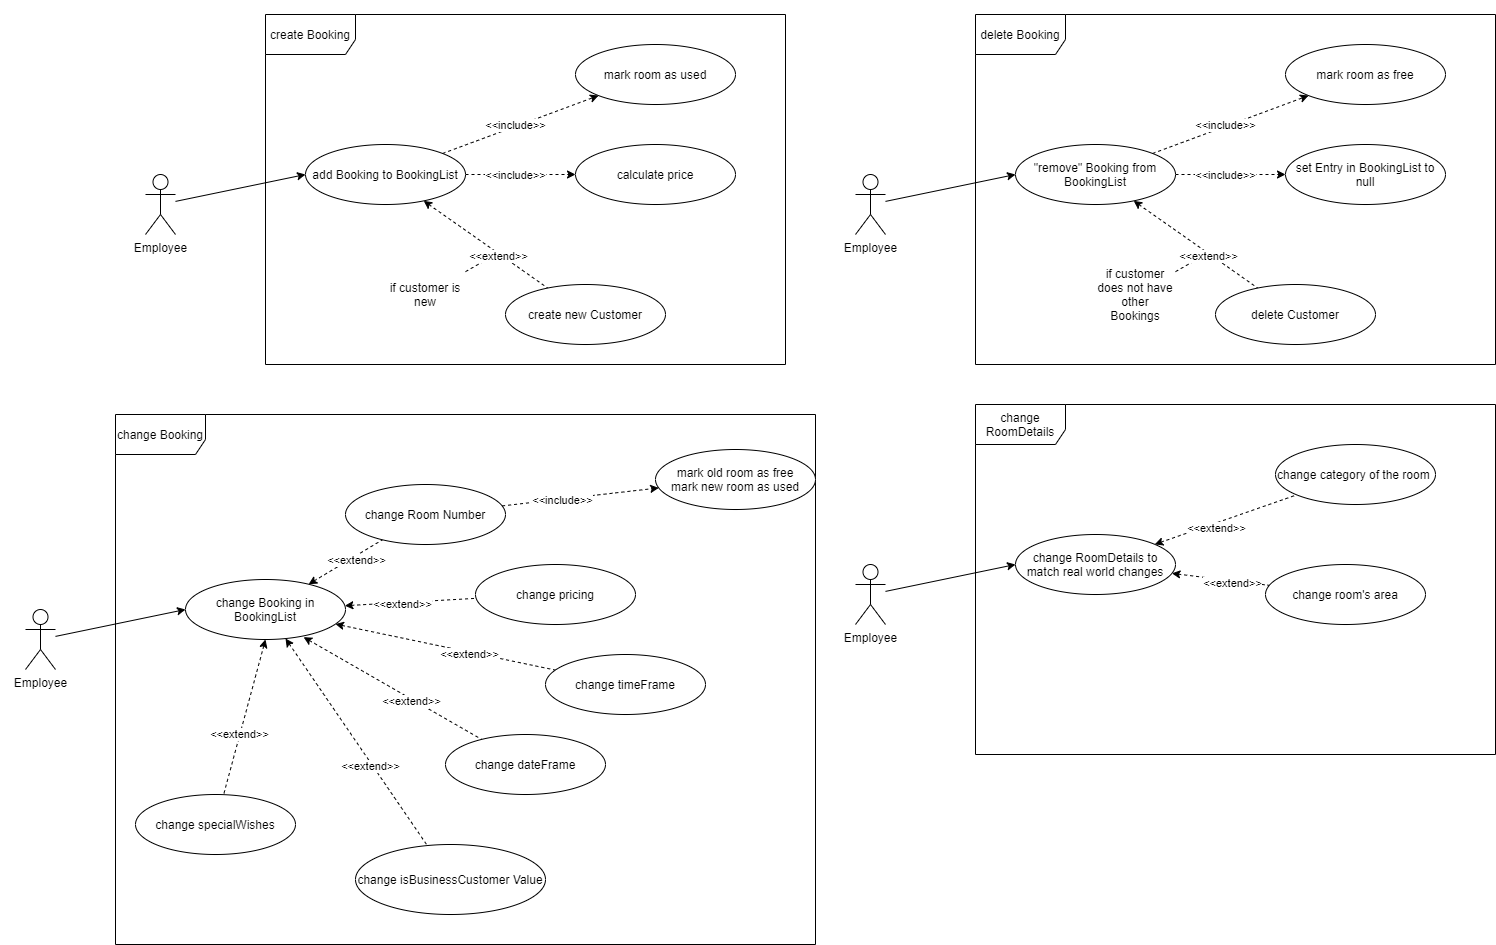 create Booking
mark room as used
<<include>>
add Booking to BookingList
<<include>>
calculate price
Employee
<<extend>>
if customer is
new
create new Customer
delete Booking
mark room as free
<<include>>
"remove" Booking from
BookingList
<<include>>
set Entry in BookingList to
null
Employee
<<extend>>
if customer
does not have
other
Bookings
delete Customer
change Booking
mark old room as free
mark new room as used
<<include>>
change Room Number
<<extend>>
change Booking in
BookingList
<<extend>>
change pricing
Employee
<<extend>>
change timeFrame
<<extend>>
change dateFrame
<<extend>>
<<extend>>
change specialWishes
change isBusinessCustomer Value
change
RoomDetails
change category of the room
<<extend>>
change RoomDetails to
match real world changes
<<extend>>
change room's area
Employee